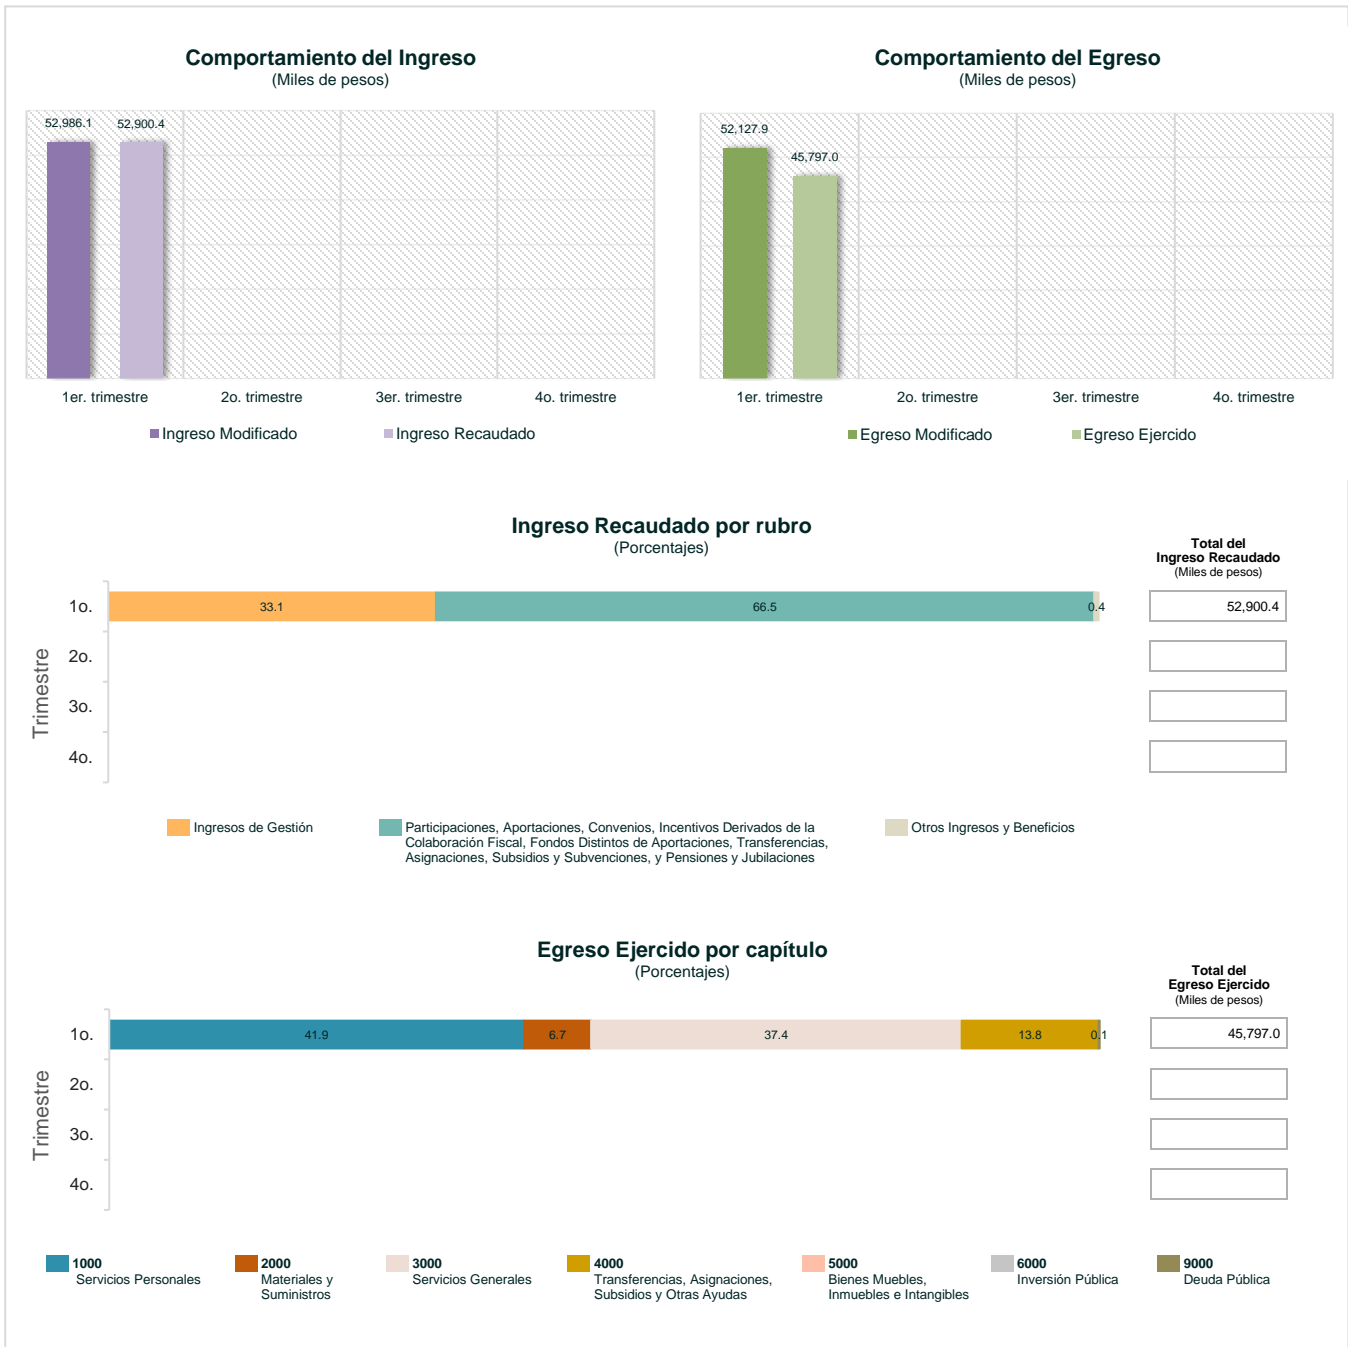 Comportamiento del Ingreso
(Miles de pesos)
52,986.1
52,900.4
1er. trimestre
2o. trimestre
3er. trimestre
4o. trimestre
Ingreso Modificado
Ingreso Recaudado
Comportamiento del Egreso
(Miles de pesos)
52,127.9
45,797.0
1er. trimestre
2o. trimestre
3er. trimestre
4o. trimestre
Egreso Modificado
Egreso Ejercido
Ingreso Recaudado por rubro
(Porcentajes)
Total del
Ingreso Recaudado
(Miles de pesos)
Trimestre
1o.
33.1
66.5
0.4
52,900.4
2o.
3o.
4o.
Ingresos de Gestión
Participaciones, Aportaciones, Convenios, Incentivos Derivados de la
Colaboración Fiscal, Fondos Distintos de Aportaciones, Transferencias,
Asignaciones, Subsidios y Subvenciones, y Pensiones y Jubilaciones
Otros Ingresos y Beneficios
Egreso Ejercido por capítulo
(Porcentajes)
Total del
Egreso Ejercido
(Miles de pesos)
Trimestre
1o.
41.9
6.7
37.4
13.8
0.1
45,797.0
2o.
3o.
4o.
1000
Servicios Personales
2000
Materiales y
Suministros
3000
Servicios Generales
4000
Transferencias, Asignaciones,
Subsidios y Otras Ayudas
5000
Bienes Muebles,
Inmuebles e Intangibles
6000
Inversión Pública
9000
Deuda Pública